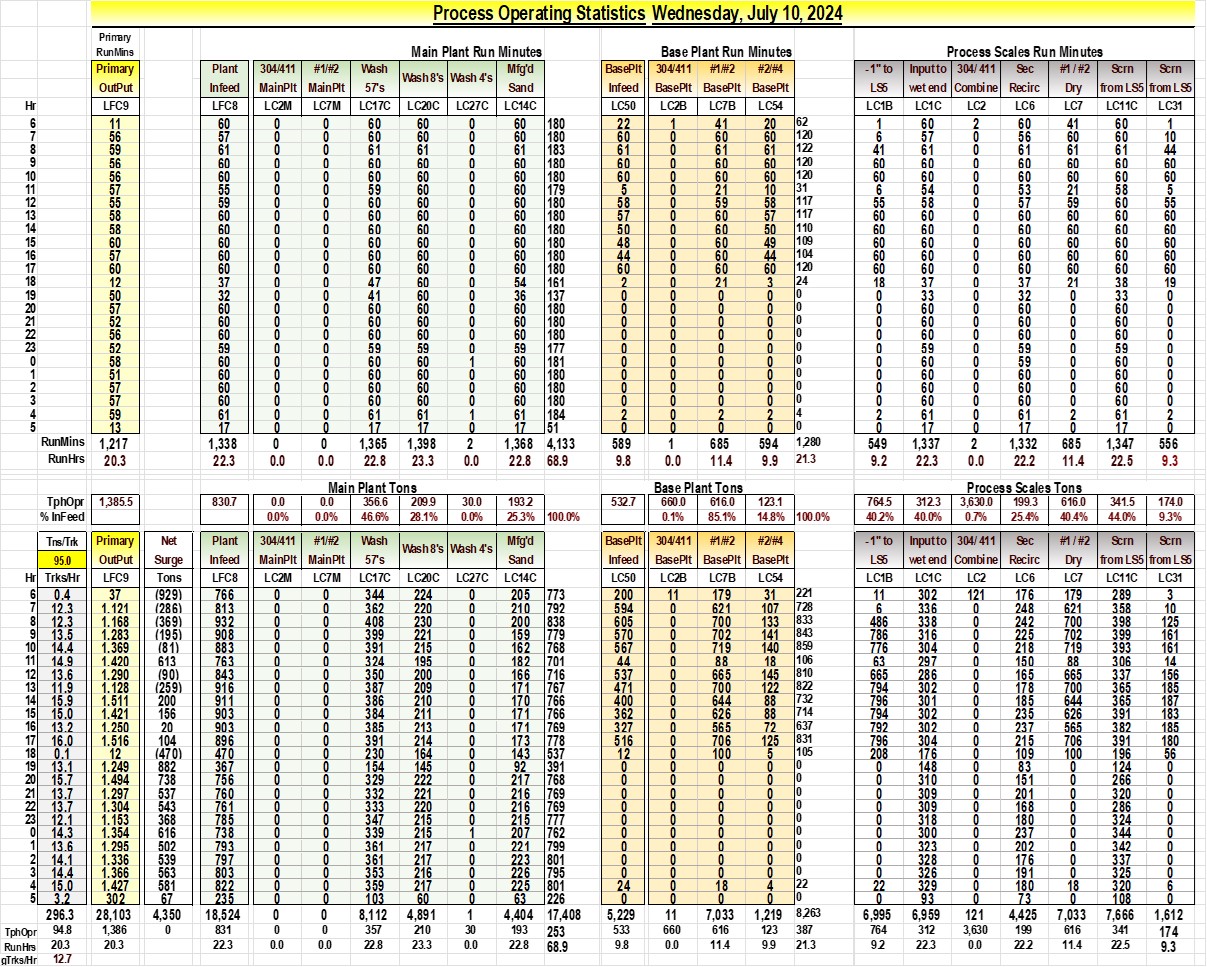 Process Operating Statistics Wednesday, July 10, 2024
Primary
RunMins Main Plant Run Minutes Base Plant Run Minutes Process Scales Run Minutes
Primary Plant 304/411 #1/#2 Wash Wash 8's Wash 4's Mfg'd BasePlt 304/411 #1/#2 #2/#4 -1" to Input to 304/ 411 Sec #1 / #2 Scrn Scrn
OutPut Infeed MainPlt MainPlt 57's Sand Infeed BasePlt BasePlt BasePlt LS5 wet end Combine Recirc Dry from LS5 from LS5
Hr LFC9 LFC8 LC2M LC7M LC17C LC20C LC27C LC14C LC50 LC2B LC7B LC54 LC1B LC1C LC2 LC6 LC7 LC11C LC31
6 11 60 0 0 60 60 0 60 180 22 1 41 20 62 1 60 2 60 41 60 1
7 56 57 0 0 60 60 0 60 180 60 0 60 60 120 6 57 0 56 60 60 10
8 59 61 0 0 61 61 0 61 183 61 0 61 61 122 41 61 0 61 61 61 44
9 56 60 0 0 60 60 0 60 180 60 0 60 60 120 60 60 0 60 60 60 60
10 56 60 0 0 60 60 0 60 180 60 0 60 60 120 60 60 0 60 60 60 60
11 57 55 0 0 59 60 0 60 179 5 0 21 10 31 6 54 0 53 21 58 5
12 55 59 0 0 60 60 0 60 180 58 0 59 58 117 55 58 0 57 59 60 55
13 58 60 0 0 60 60 0 60 180 57 0 60 57 117 60 60 0 60 60 60 60
14 58 60 0 0 60 60 0 60 180 50 0 60 50 110 60 60 0 60 60 60 60
15 60 60 0 0 60 60 0 60 180 48 0 60 49 109 60 60 0 60 60 60 60
16 57 60 0 0 60 60 0 60 180 44 0 60 44 104 60 60 0 60 60 60 60
17 60 60 0 0 60 60 0 60 180 60 0 60 60 120 60 60 0 60 60 60 60
18 12 37 0 0 47 60 0 54 161 2 0 21 3 24 18 37 0 37 21 38 19
19 50 32 0 0 41 60 0 36 137 0 0 0 0 0 0 33 0 32 0 33 0
20 57 60 0 0 60 60 0 60 180 0 0 0 0 0 0 60 0 60 0 60 0
21 52 60 0 0 60 60 0 60 180 0 0 0 0 0 0 60 0 60 0 60 0
22 56 60 0 0 60 60 0 60 180 0 0 0 0 0 0 60 0 60 0 60 0
23 52 59 0 0 59 59 0 59 177 0 0 0 0 0 0 59 0 59 0 59 0
0 58 60 0 0 60 60 1 60 181 0 0 0 0 0 0 60 0 59 0 60 0
1 51 60 0 0 60 60 0 60 180 0 0 0 0 0 0 60 0 60 0 60 0
2 57 60 0 0 60 60 0 60 180 0 0 0 0 0 0 60 0 60 0 60 0
3 57 60 0 0 60 60 0 60 180 0 0 0 0 0 0 60 0 60 0 60 0
4 59 61 0 0 61 61 1 61 184 2 0 2 2 4 2 61 0 61 2 61 2
5 13 17 0 0 17 17 0 17 51 0 0 0 0 0 0 17 0 17 0 17 0
RunMins 1,217 1,338 0 0 1,365 1,398 2 1,368 4,133 589 1 685 594 1,280 549 1,337 2 1,332 685 1,347 556
RunHrs 20.3 22.3 0.0 0.0 22.8 23.3 0.0 22.8 68.9 9.8 0.0 11.4 9.9 21.3 9.2 22.3 0.0 22.2 11.4 22.5 9.3
Main Plant Tons Base Plant Tons Process Scales Tons
TphOpr 1,385.5 830.7 0.0 0.0 356.6 209.9 30.0 193.2 532.7 660.0 616.0 123.1 764.5 312.3 3,630.0 199.3 616.0 341.5 174.0
% InFeed 0.0% 0.0% 46.6% 28.1% 0.0% 25.3% 100.0% 0.1% 85.1% 14.8% 100.0% 40.2% 40.0% 0.7% 25.4% 40.4% 44.0% 9.3%
Tns/Trk Primary Net Plant 304/411 #1/#2 Wash Wash 8's Wash 4's Mfg'd BasePlt 304/411 #1/#2 #2/#4 -1" to Input to 304/ 411 Sec #1 / #2 Scrn Scrn
95.0 OutPut Surge Infeed MainPlt MainPlt 57's Sand Infeed BasePlt BasePlt BasePlt LS5 wet end Combine Recirc Dry from LS5 from LS5
Hr Trks/Hr LFC9 Tons LFC8 LC2M LC7M LC17C LC20C LC27C LC14C LC50 LC2B LC7B LC54 LC1B LC1C LC2 LC6 LC7 LC11C LC31
6 0.4 37 (929) 766 0 0 344 224 0 205 773 200 11 179 31 221 11 302 121 176 179 289 3
7 12.3 1.121 (286) 813 0 0 362 220 0 210 792 594 0 621 107 728 6 336 0 248 621 358 10
8 12.3 1.168 (369) 932 0 0 408 230 0 200 838 605 0 700 133 833 486 338 0 242 700 398 125
9 13.5 1.283 (195) 908 0 0 399 221 0 159 779 570 0 702 141 843 786 316 0 225 702 399 161
10 14.4 1.369 (81) 883 0 0 391 215 0 162 768 567 0 719 140 859 776 304 0 218 719 393 161
11 14.9 1.420 613 763 0 0 324 195 0 182 701 44 0 88 18 106 63 297 0 150 88 306 14
12 13.6 1.290 (90) 843 0 0 350 200 0 166 716 537 0 665 145 810 665 286 0 165 665 337 156
13 11.9 1.128 (259) 916 0 0 387 209 0 171 767 471 0 700 122 822 794 302 0 178 700 365 185
14 15.9 1.511 200 911 0 0 386 210 0 170 766 400 0 644 88 732 796 301 0 185 644 365 187
15 15.0 1.421 156 903 0 0 384 211 0 171 766 362 0 626 88 714 794 302 0 235 626 391 183
16 13.2 1.250 20 903 0 0 385 213 0 171 769 327 0 565 72 637 792 302 0 237 565 382 185
17 16.0 1.516 104 896 0 0 391 214 0 173 778 516 0 706 125 831 796 304 0 215 706 391 180
18 0.1 12 (470) 470 0 0 230 164 0 143 537 12 0 100 5 105 208 176 0 109 100 196 56
19 13.1 1.249 882 367 0 0 154 145 0 92 391 0 0 0 0 0 0 148 0 83 0 124 0
20 15.7 1.494 738 756 0 0 329 222 0 217 768 0 0 0 0 0 0 310 0 151 0 266 0
21 13.7 1.297 537 760 0 0 332 221 0 216 769 0 0 0 0 0 0 309 0 201 0 320 0
22 13.7 1.304 543 761 0 0 333 220 0 216 769 0 0 0 0 0 0 309 0 168 0 286 0
23 12.1 1.153 368 785 0 0 347 215 0 215 777 0 0 0 0 0 0 318 0 180 0 324 0
0 14.3 1.354 616 738 0 0 339 215 1 207 762 0 0 0 0 0 0 300 0 237 0 344 0
1 13.6 1.295 502 793 0 0 361 217 0 221 799 0 0 0 0 0 0 323 0 202 0 342 0
2 14.1 1.336 539 797 0 0 361 217 0 223 801 0 0 0 0 0 0 328 0 176 0 337 0
3 14.4 1.366 563 803 0 0 353 216 0 226 795 0 0 0 0 0 0 326 0 191 0 325 0
4 15.0 1.427 581 822 0 0 359 217 0 225 801 24 0 18 4 22 22 329 0 180 18 320 6
5 3.2 302 67 235 0 0 103 60 0 63 226 0 0 0 0 0 0 93 0 73 0 108 0
296.3 28,103 4,350 18,524 0 0 8,112 4,891 1 4,404 17,408 5,229 11 7,033 1,219 8,263 6,995 6,959 121 4,425 7,033 7,666 1,612
TphOpr 94.8 1,386 0 831 0 0 357 210 30 193 253 533 660 616 123 387 764 312 3,630 199 616 341 174
RunHrs 20.3 20.3 22.3 0.0 0.0 22.8 23.3 0.0 22.8 68.9 9.8 0.0 11.4 9.9 21.3 9.2 22.3 0.0 22.2 11.4 22.5 9.3
gTrks/Hr 12.7